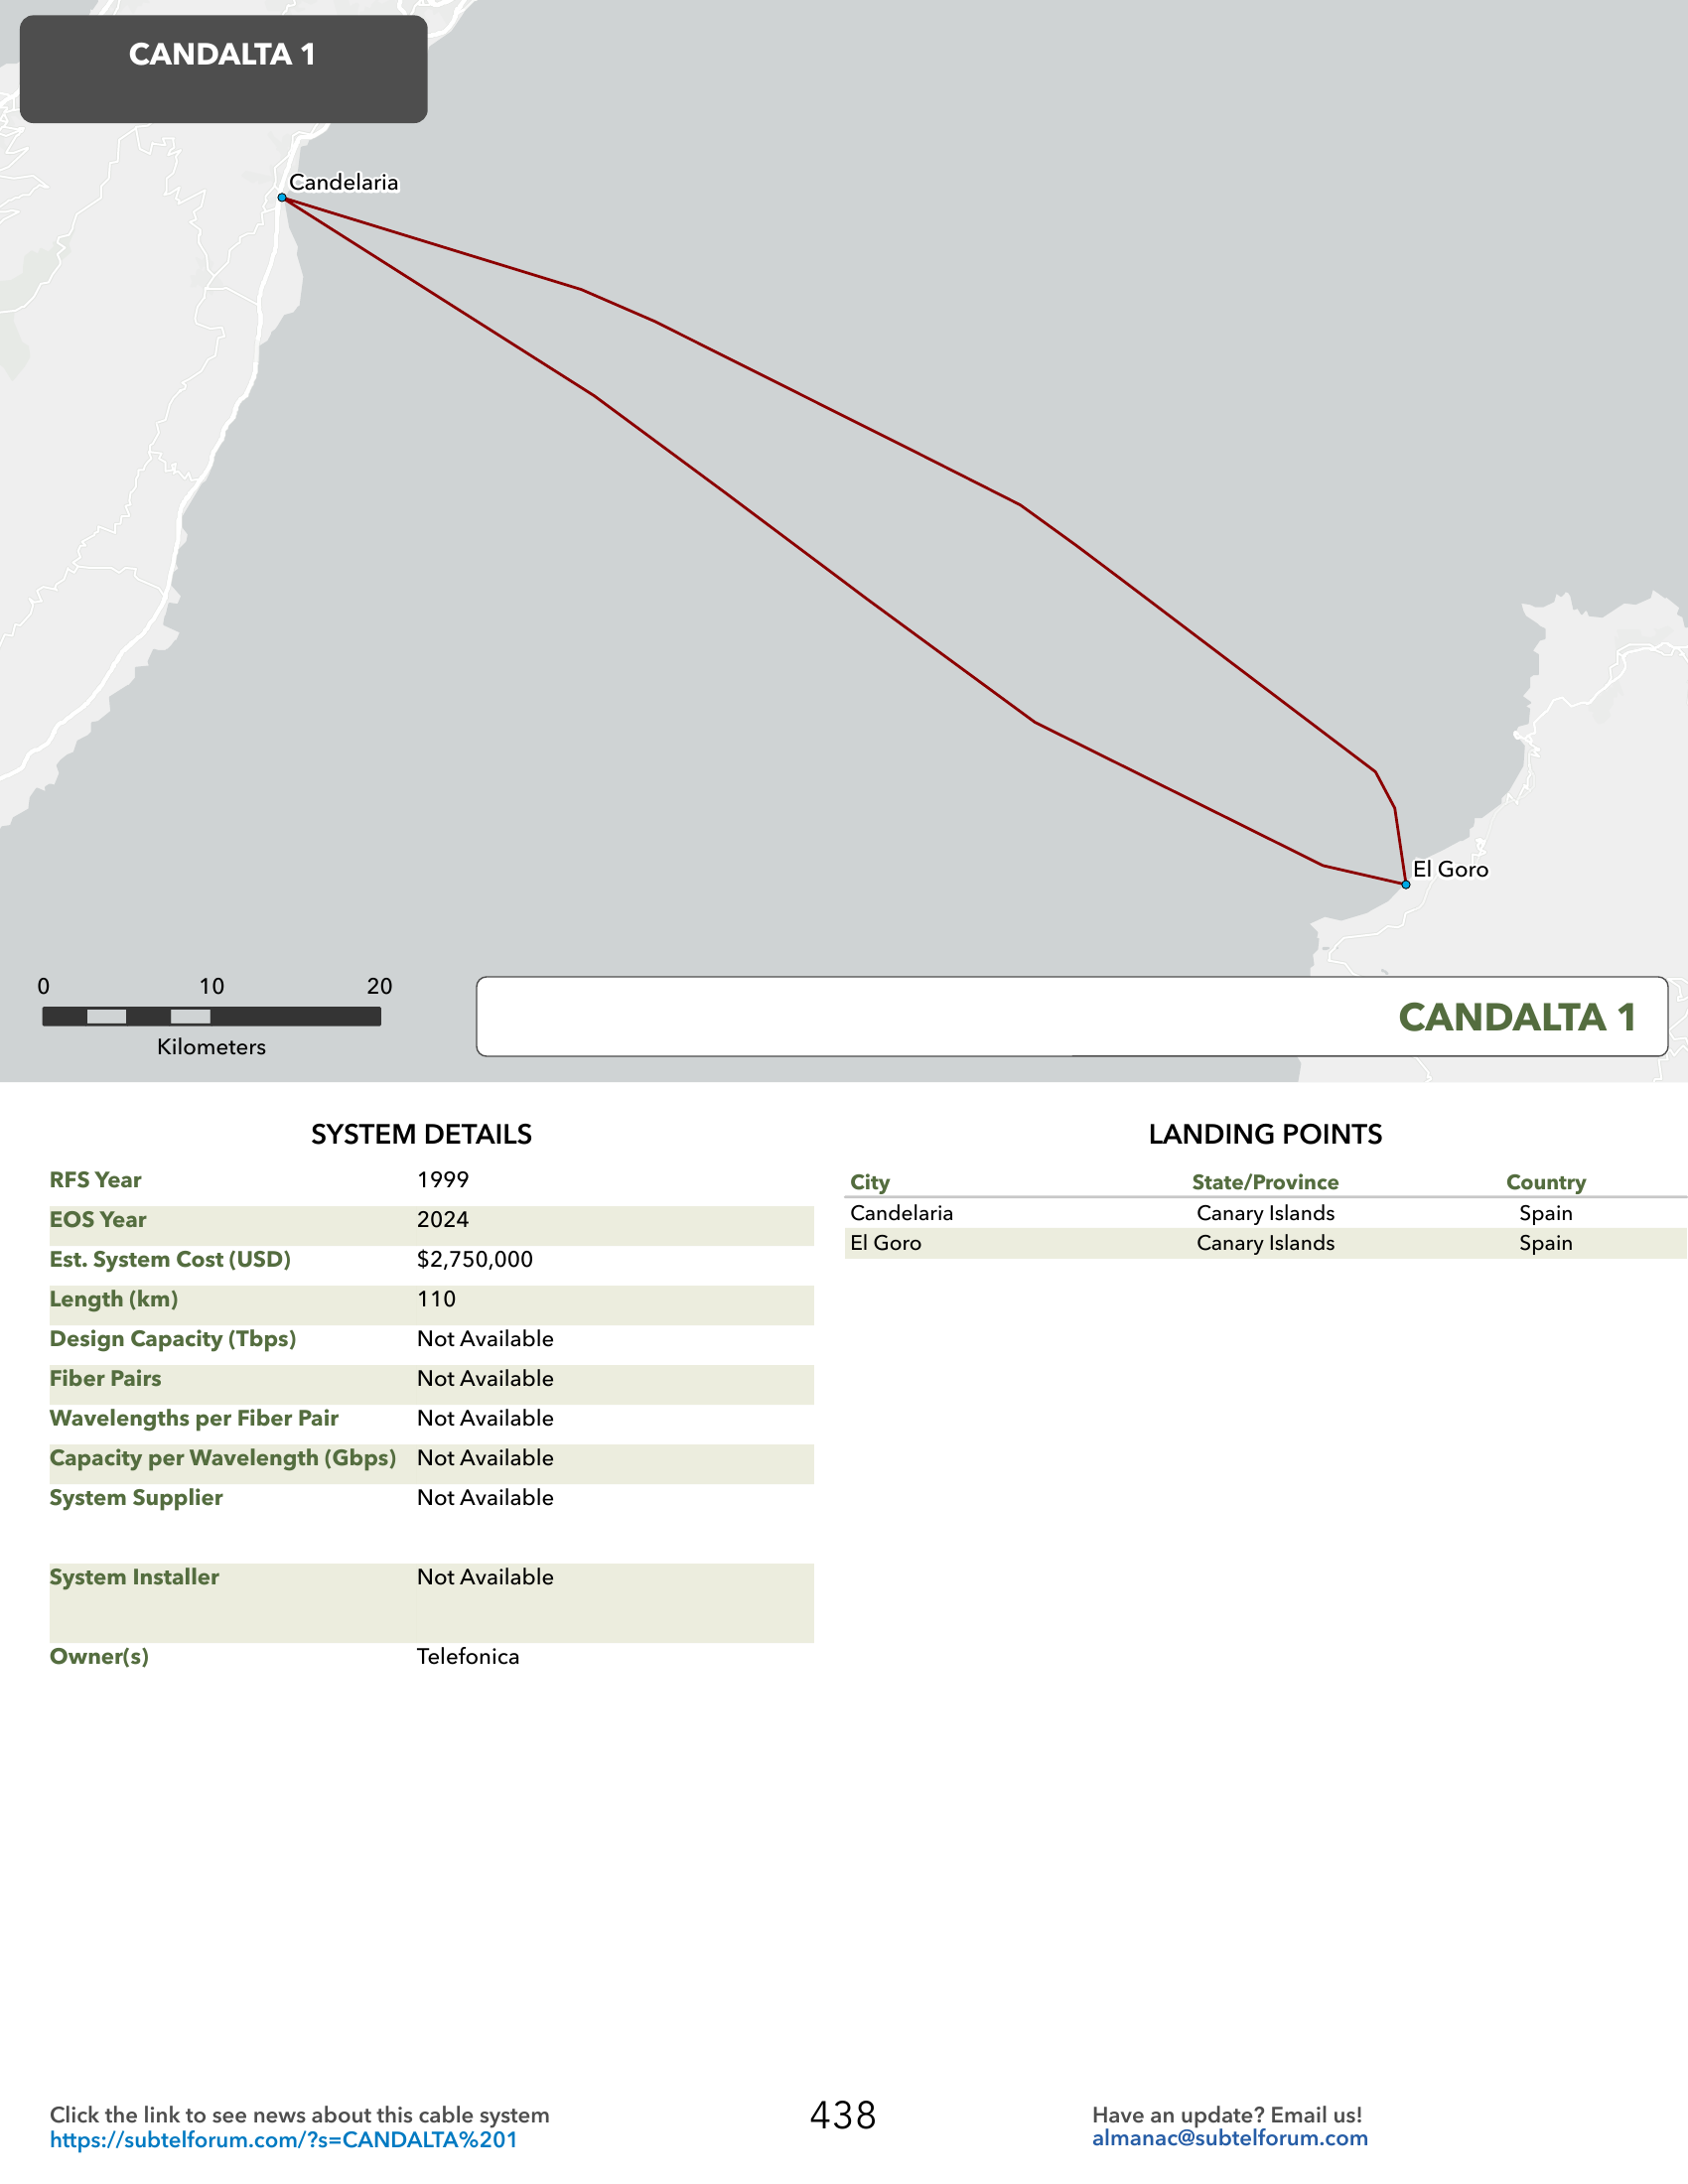 CANDALTA 1
Candelaria
El Goro
0 10 20
Kilometers
CANDALTA 1
SYSTEM DETAILS
RFS Year 1999
EOS Year 2024
Est. System Cost (USD) $2,750,000
Length (km) 110
Design Capacity (Tbps) Not Available
Fiber Pairs Not Available
Wavelengths per Fiber Pair Not Available
Capacity per Wavelength (Gbps) Not Available
System Supplier Not Available
System Installer Not Available
Owner(s) Telefonica
LANDING POINTS
City State/Province Country
Candelaria Canary Islands Spain
El Goro Canary Islands Spain
Click the link to see news about this cable system
https://subtelforum.com/?s=CANDALTA%201
438
Have an update? Email us!
almanac@subtelforum.com